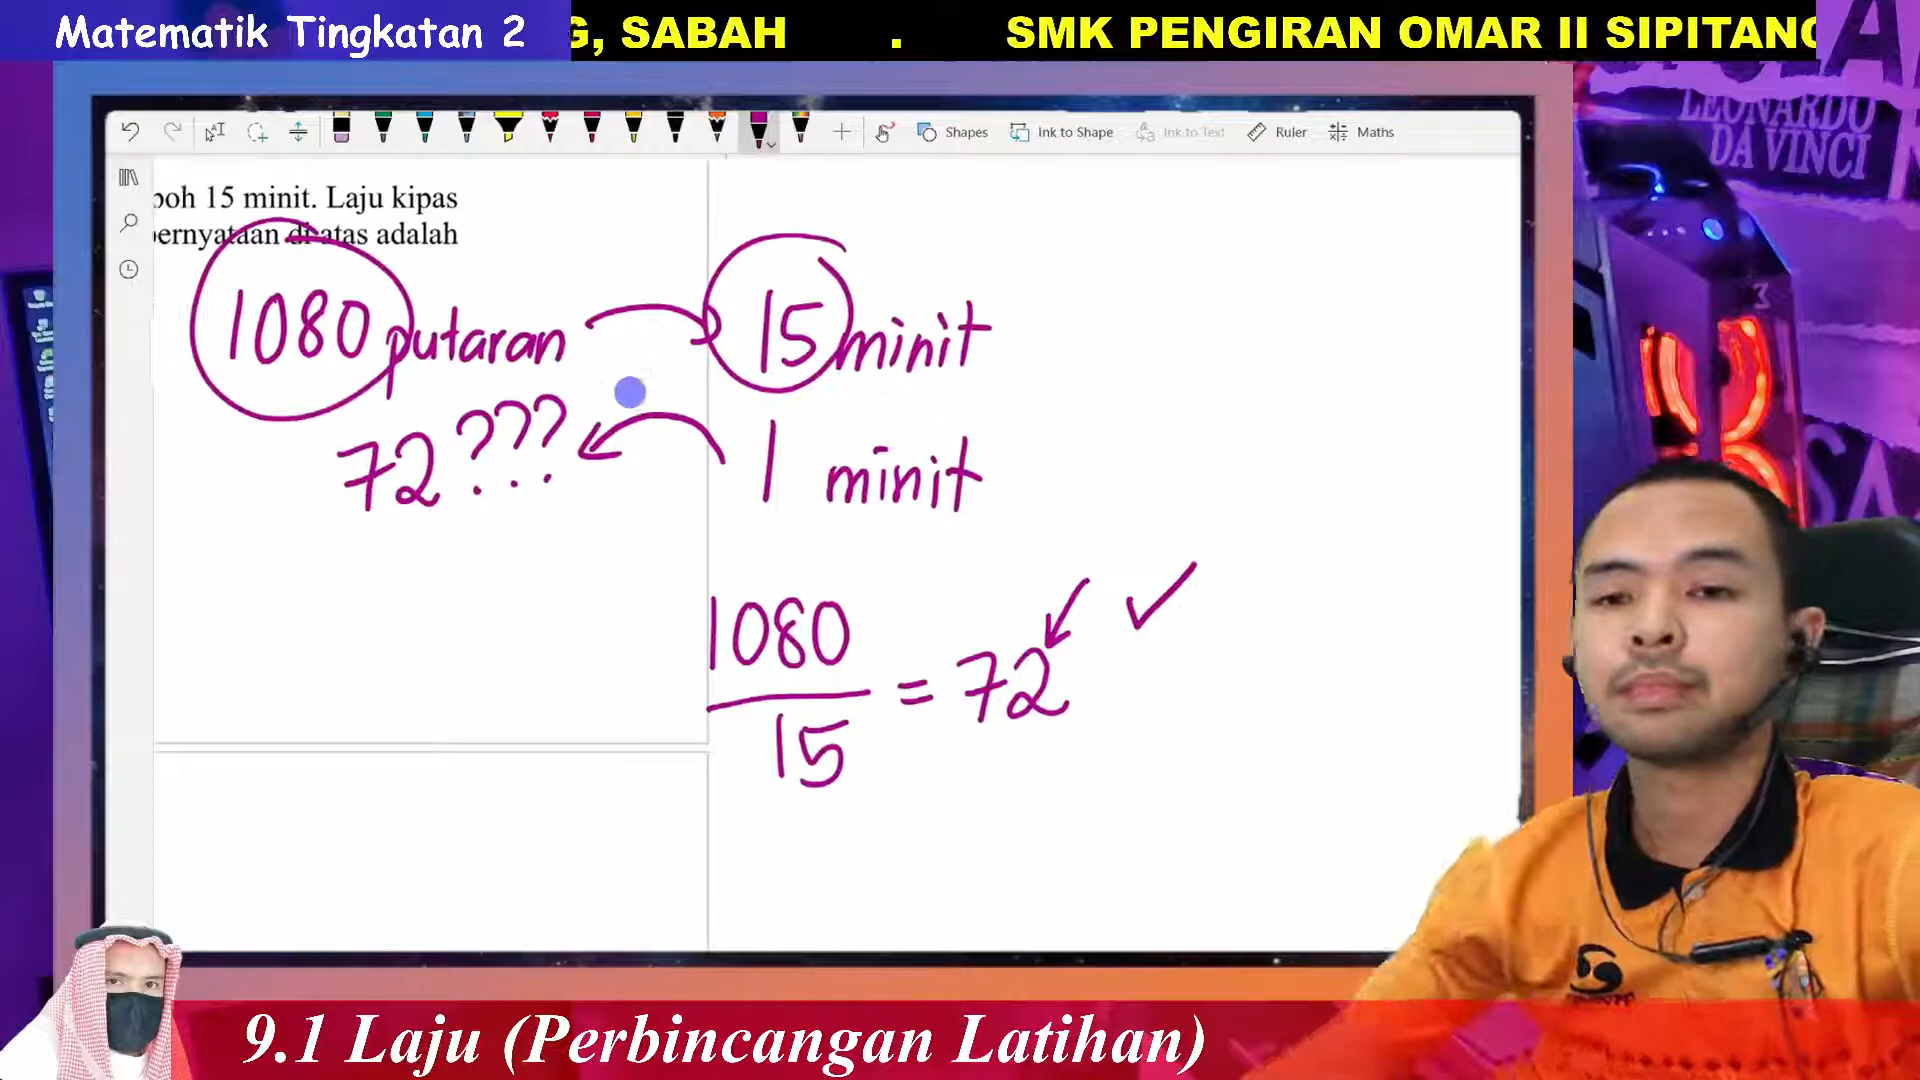 Matematik Tingkatan 2
G, SABAH . SMK PENGIRAN OMAR II SIPITANG
LEONARDO
DA VINCI
Shapes
Ink to Shape
Ink to Text
Ruler
Maths
boh 15 minit. Laju kipas
pernyataan di atas adalah
1080 putaran 15 minit
72 ??? 1 minit
1080
15
= 72 ✓
9.1 Laju (Perbincangan Latihan)